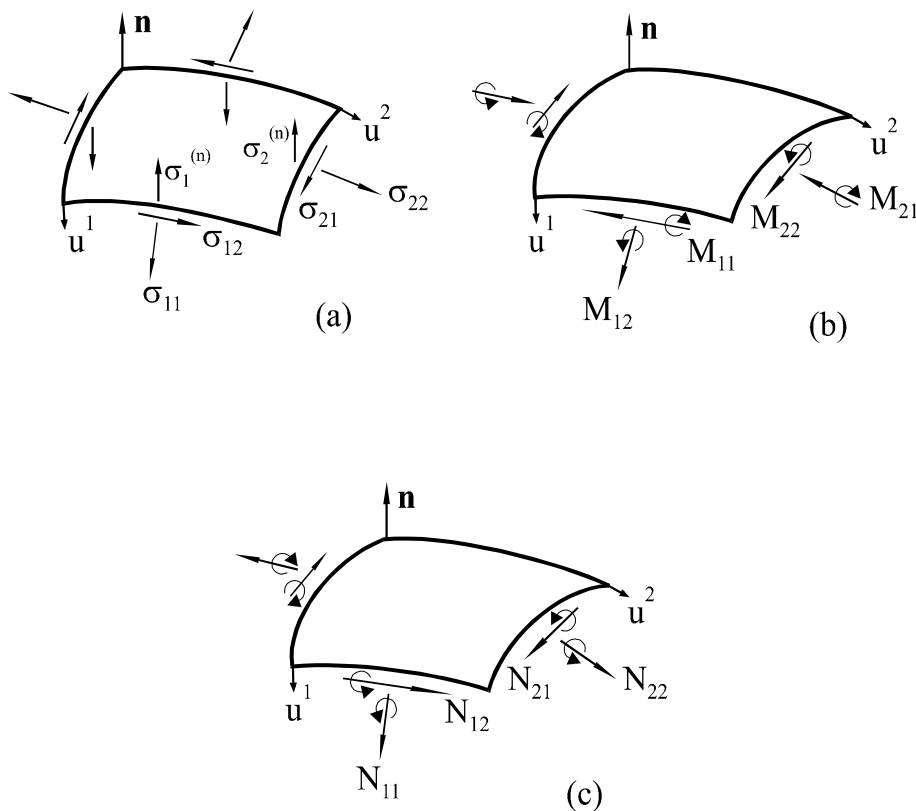 n
u²
σ₁⁽ⁿ⁾
σ₂⁽ⁿ⁾
σ₂₂
σ₂₁
u¹
σ₁₂
σ₁₁
(a)
n
u²
M₂₁
M₂₂
u¹
M₁₁
M₁₂
(b)
n
u²
N₂₁
N₂₂
u¹
N₁₂
N₁₁
(c)